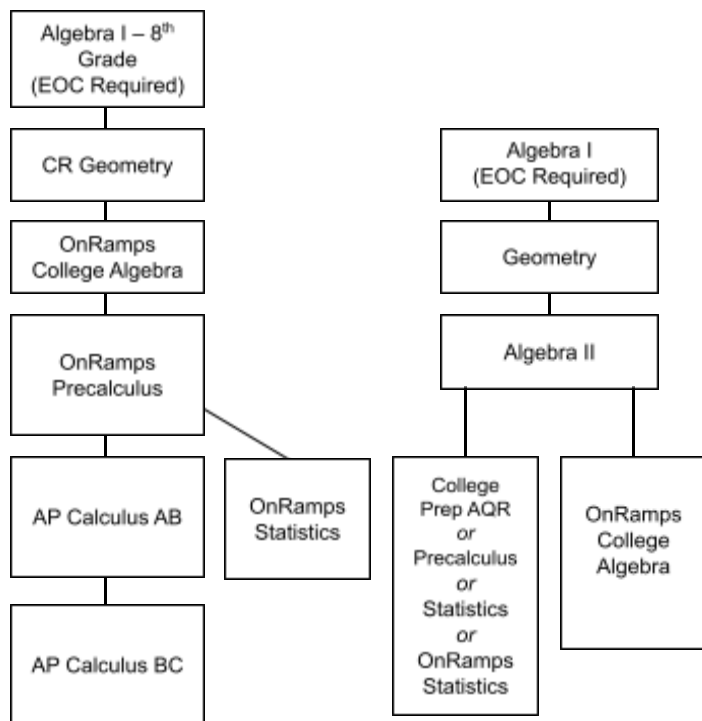 Algebra I – 8th
Grade
(EOC Required)
CR Geometry
OnRamps
College Algebra
OnRamps
Precalculus
AP Calculus AB
AP Calculus BC
OnRamps
Statistics
Algebra I
(EOC Required)
Geometry
Algebra II
College
Prep AQR
or
Precalculus
or
Statistics
or
OnRamps
Statistics
OnRamps
College
Algebra